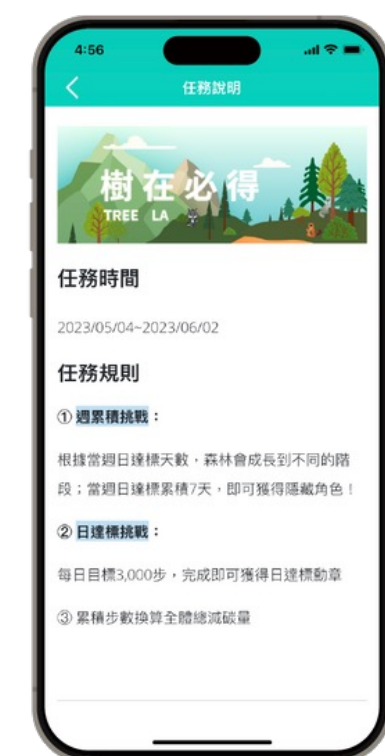 4:56
任務說明
樹在必得
TREE LA
任務時間
2023/05/04~2023/06/02
任務規則
① 週累積挑戰：
根據當週日達標天數，森林會成長到不同的階
段；當週日達標累積7天，即可獲得隱藏角色！
② 日達標挑戰：
每日目標3,000步，完成即可獲得日達標勳章
③ 累積步數換算全體總減碳量